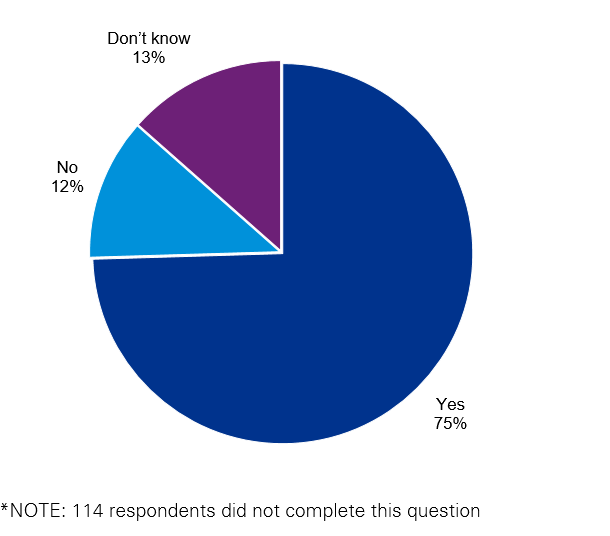 Don’t know
13%
No
12%
Yes
75%
*NOTE: 114 respondents did not complete this question